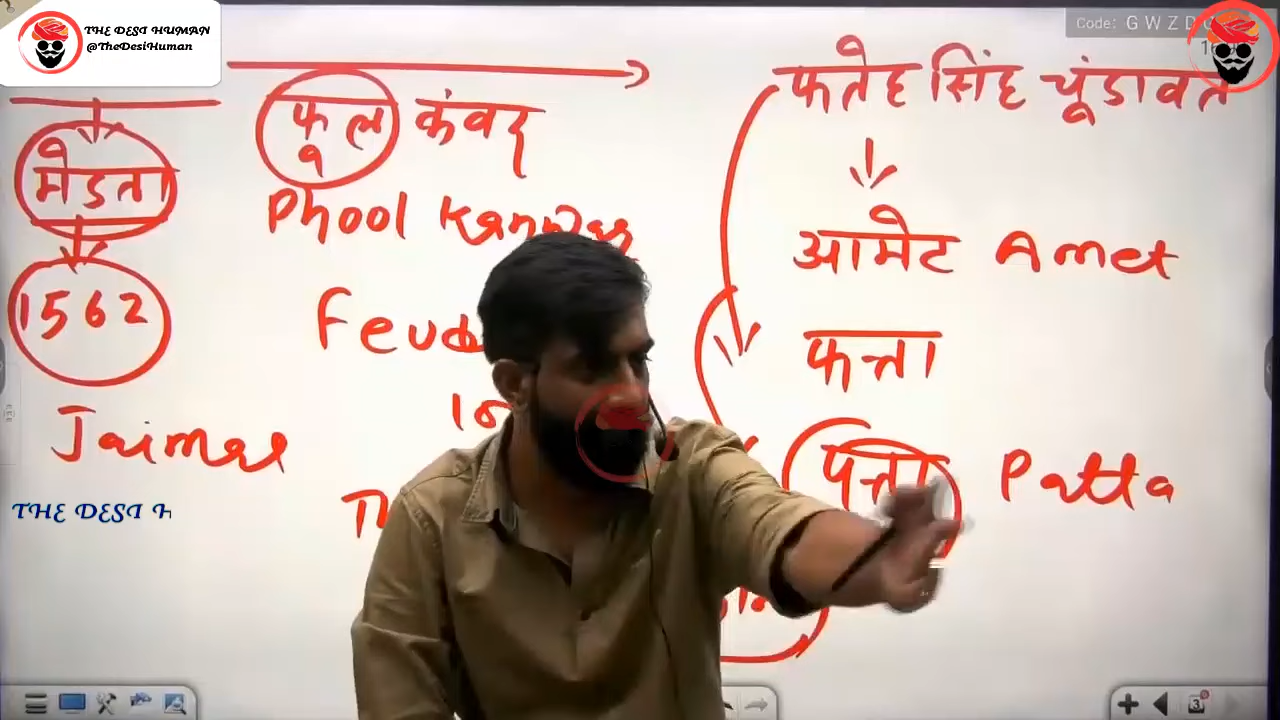 THE DESI HUMAN
@TheDesiHuman
Code: G W Z D
फतेह सिंह चूंडावत
फूल कंवर
मेडता
Phool Kanwar
आमेट Amet
1562
फत्ता
Jaimal
पत्ता Patta
THE DESI H